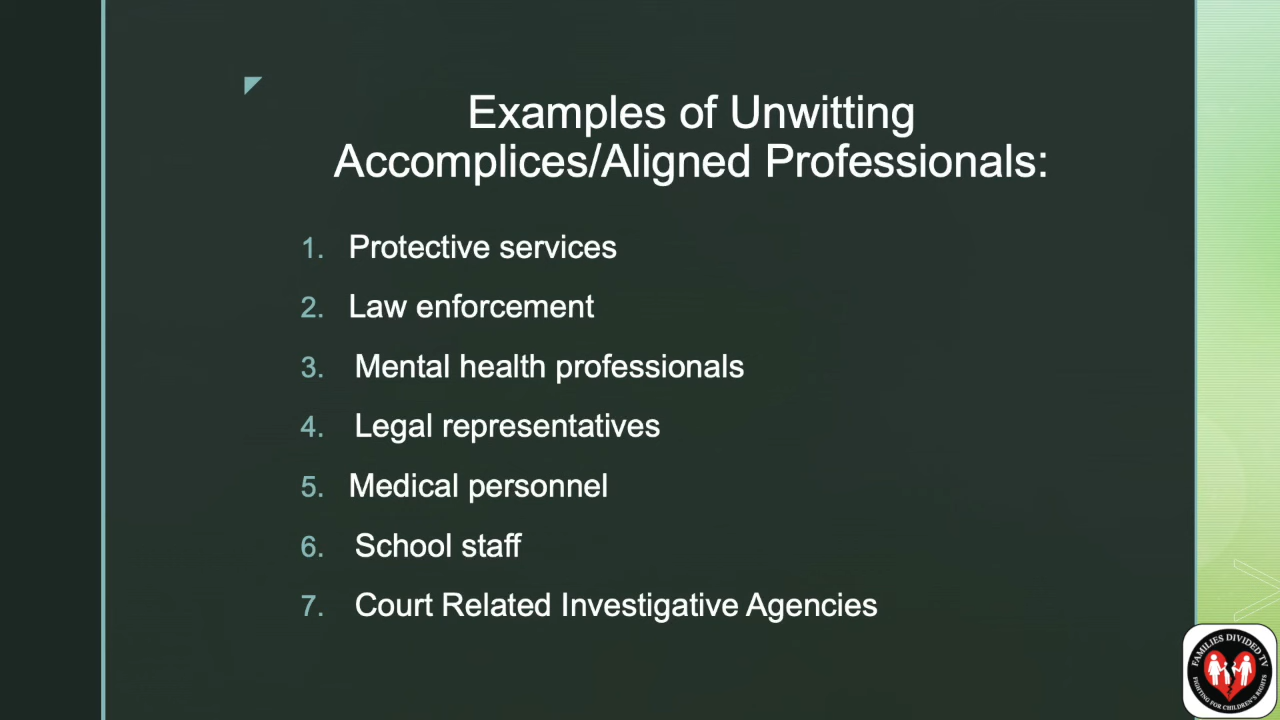 Examples of Unwitting
Accomplices/Aligned Professionals:
1. Protective services
2. Law enforcement
3. Mental health professionals
4. Legal representatives
5. Medical personnel
6. School staff
7. Court Related Investigative Agencies
FAMILIES DIVIDED TV
FIGHTING FOR CHILDREN'S RIGHTS